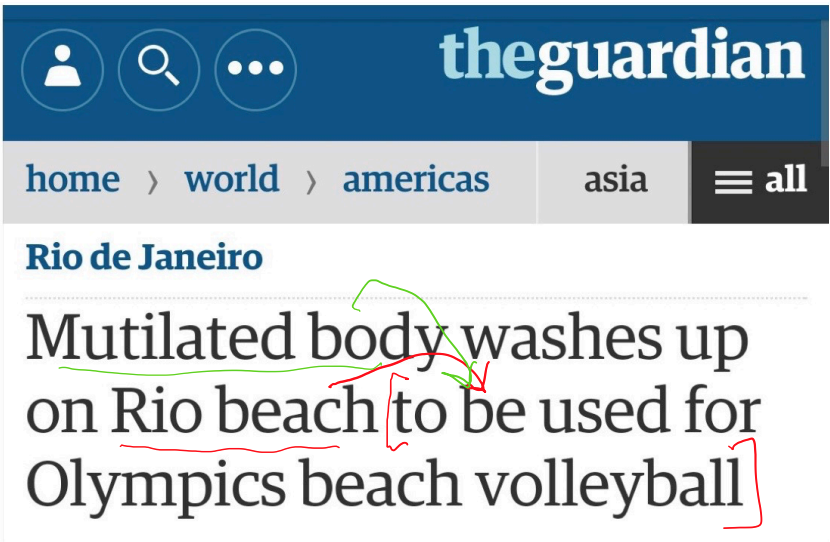 theguardian
home › world › americas asia all
Rio de Janeiro
Mutilated body washes up
on Rio beach to be used for
Olympics beach volleyball